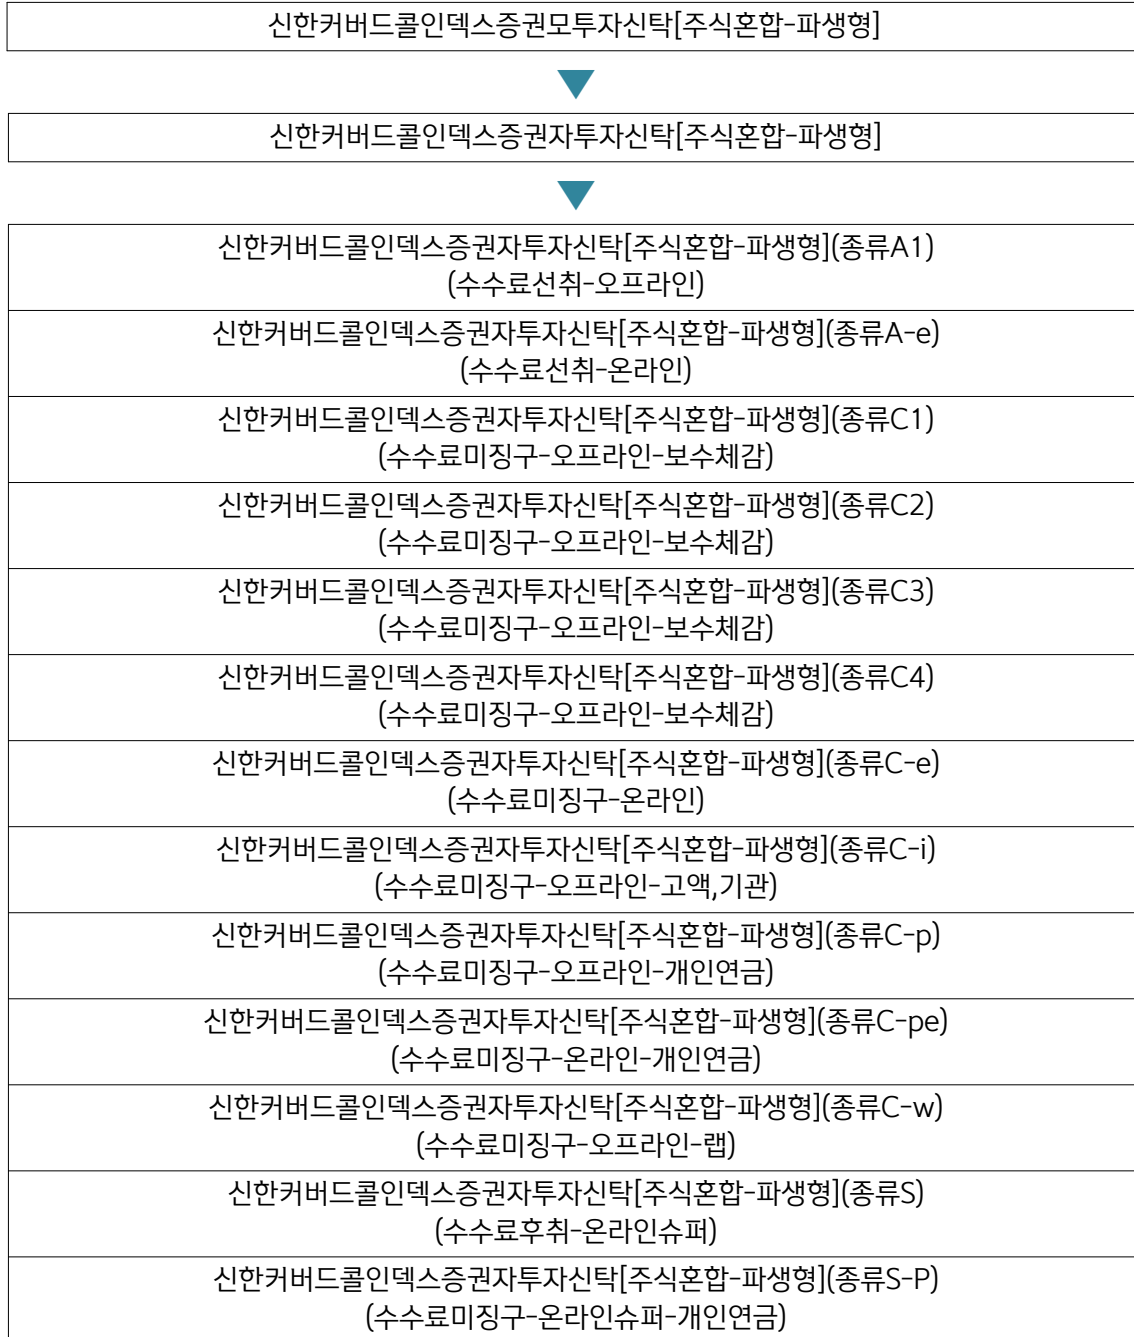 신한커버드콜인덱스증권모투자신탁[주식혼합-파생형]
신한커버드콜인덱스증권자투자신탁[주식혼합-파생형]
신한커버드콜인덱스증권자투자신탁[주식혼합-파생형](종류A1)
(수수료선취-오프라인)
신한커버드콜인덱스증권자투자신탁[주식혼합-파생형](종류A-e)
(수수료선취-온라인)
신한커버드콜인덱스증권자투자신탁[주식혼합-파생형](종류C1)
(수수료미징구-오프라인-보수체감)
신한커버드콜인덱스증권자투자신탁[주식혼합-파생형](종류C2)
(수수료미징구-오프라인-보수체감)
신한커버드콜인덱스증권자투자신탁[주식혼합-파생형](종류C3)
(수수료미징구-오프라인-보수체감)
신한커버드콜인덱스증권자투자신탁[주식혼합-파생형](종류C4)
(수수료미징구-오프라인-보수체감)
신한커버드콜인덱스증권자투자신탁[주식혼합-파생형](종류C-e)
(수수료미징구-온라인)
신한커버드콜인덱스증권자투자신탁[주식혼합-파생형](종류C-i)
(수수료미징구-오프라인-고액,기관)
신한커버드콜인덱스증권자투자신탁[주식혼합-파생형](종류C-p)
(수수료미징구-오프라인-개인연금)
신한커버드콜인덱스증권자투자신탁[주식혼합-파생형](종류C-pe)
(수수료미징구-온라인-개인연금)
신한커버드콜인덱스증권자투자신탁[주식혼합-파생형](종류C-w)
(수수료미징구-오프라인-랩)
신한커버드콜인덱스증권자투자신탁[주식혼합-파생형](종류S)
(수수료후취-온라인슈퍼)
신한커버드콜인덱스증권자투자신탁[주식혼합-파생형](종류S-P)
(수수료미징구-온라인슈퍼-개인연금)